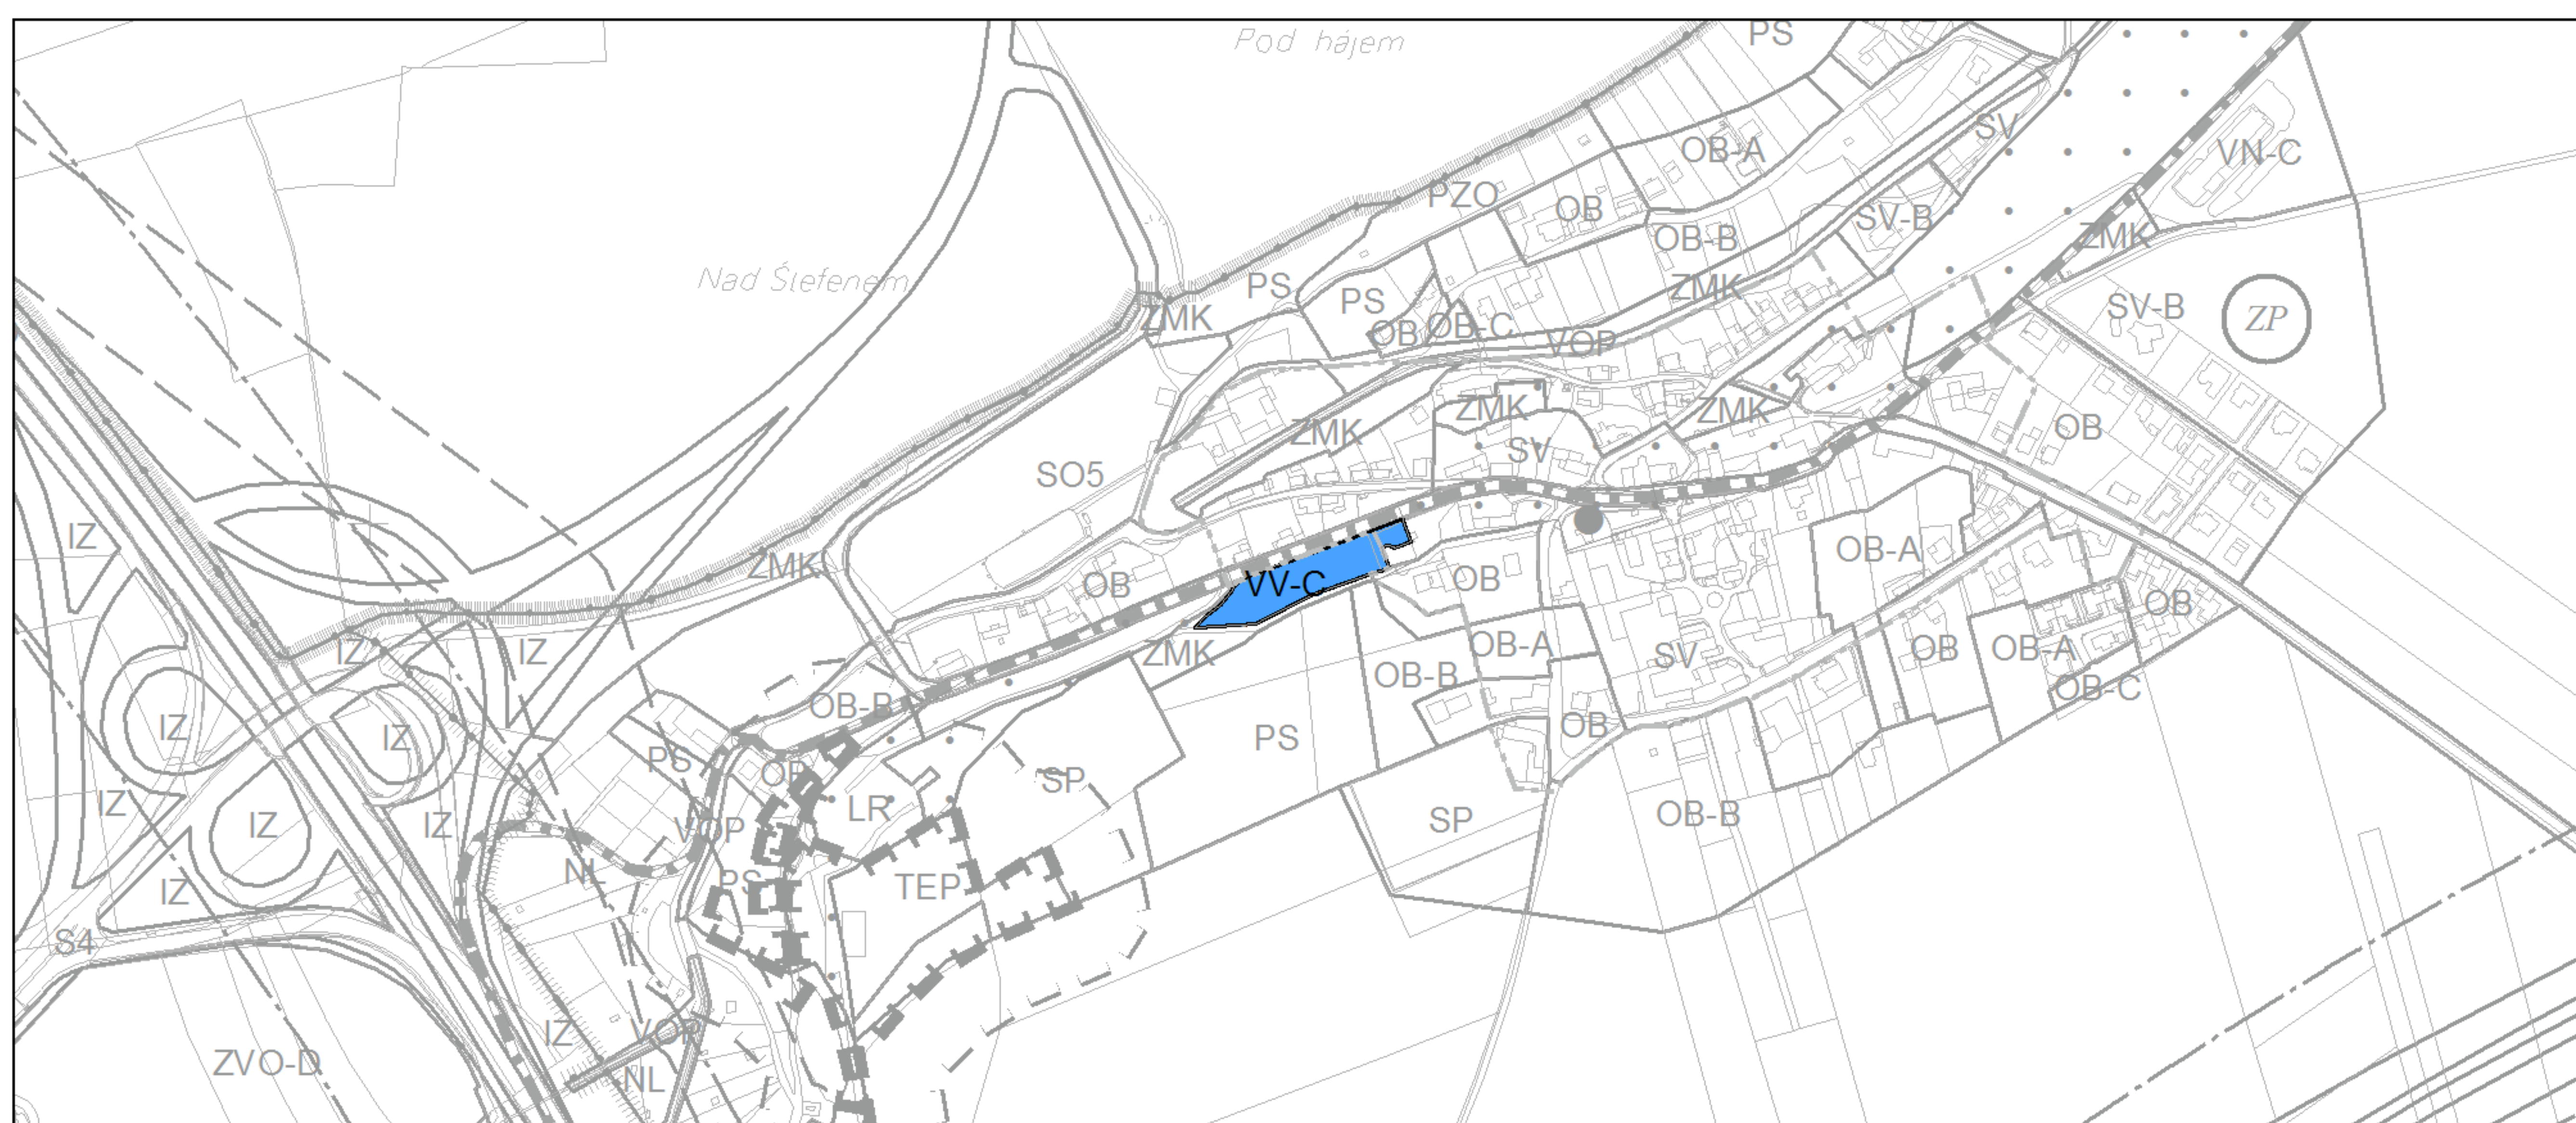 Pod hájem
PS
OB-A
SV
VN-C
PZO
OB
SV-B
OB-B
ZMK
Nad Štefenem
PS
PS
ZMK
SV-B
ZP
ZMK
OB
OB-C
VOP
ZMK
ZMK
ZMK
OB
SV
SO5
IZ
OB-A
ZMK
OB
VV-C
OB
OB
IZ
IZ
ZMK
OB-B
OB-A
SV
OB
OB-A
OB-C
OB-B
IZ
IZ
PS
PS
OB
SP
OP
IZ
IZ
IZ
VOP
LR
SP
OB-B
NL
PS
TEP
IZ
S4
IZ
VOP
ZVO-D
NL